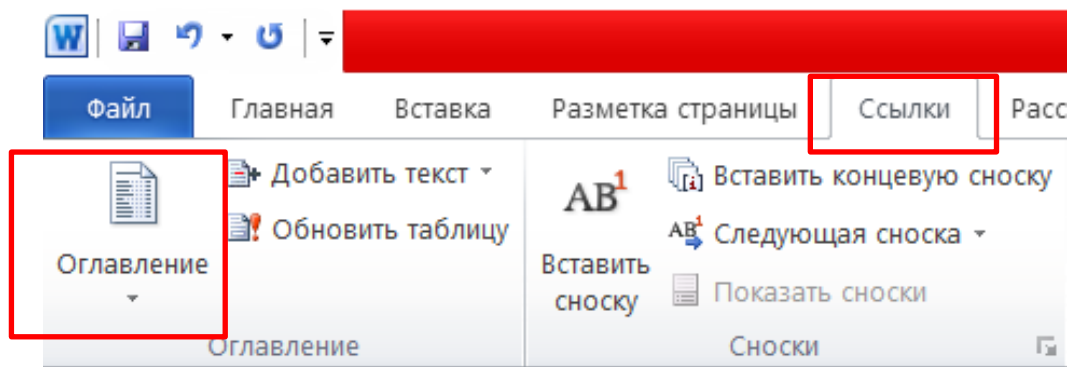 W
Файл Главная Вставка Разметка страницы Ссылки
Добавить текст
Обновить таблицу
Оглавление
Оглавление
AB1
Вставить сноску
Вставить концевую сноску
AB1 Следующая сноска
Показать сноски
Сноски